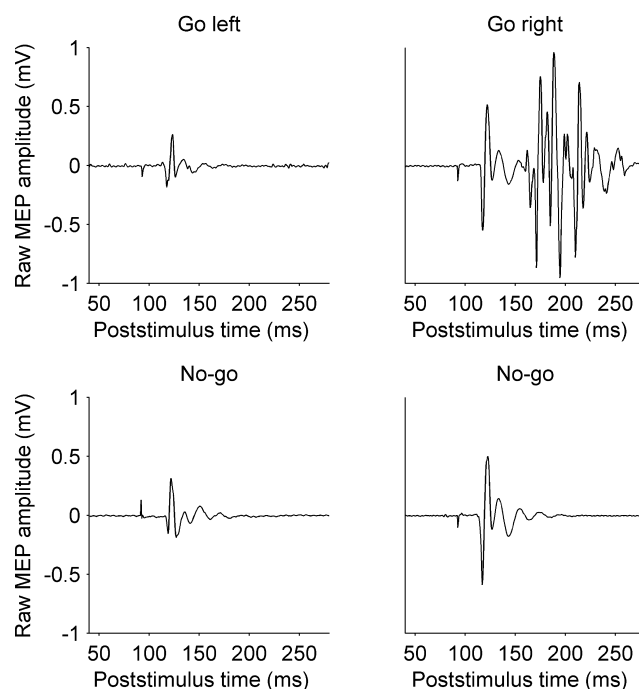 Go left
Go right
Raw MEP amplitude (mV)
1
0.5
0
-0.5
-1
50 100 150 200 250
50 100 150 200 250
Poststimulus time (ms)
Poststimulus time (ms)
No-go
No-go
Raw MEP amplitude (mV)
1
0.5
0
-0.5
-1
50 100 150 200 250
50 100 150 200 250
Poststimulus time (ms)
Poststimulus time (ms)